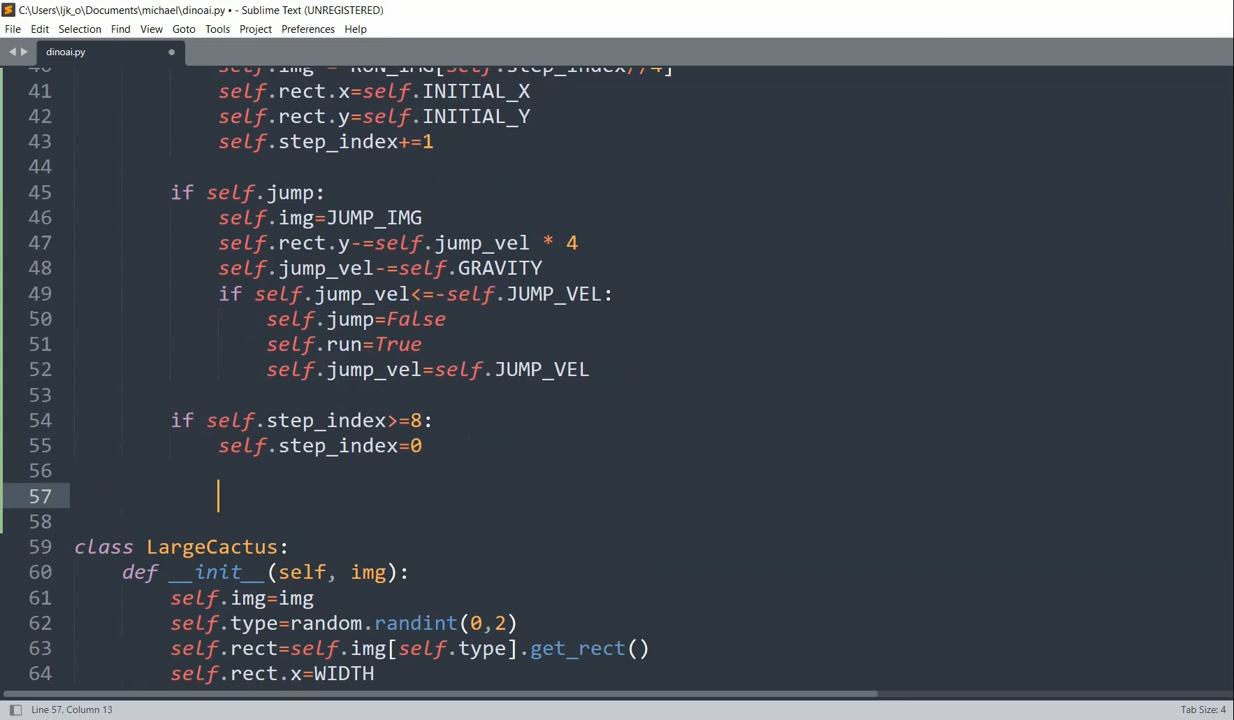 C:\Users\ljk_o\Documents\michael\dinoai.py • - Sublime Text (UNREGISTERED)
File Edit Selection Find View Goto Tools Project Preferences Help
dinoai.py
40 self.img = RUN_IMG[self.step_index//4]
41 self.rect.x=self.INITIAL_X
42 self.rect.y=self.INITIAL_Y
43 self.step_index+=1
44
45 if self.jump:
46 self.img=JUMP_IMG
47 self.rect.y-=self.jump_vel * 4
48 self.jump_vel-=self.GRAVITY
49 if self.jump_vel<=-self.JUMP_VEL:
50 self.jump=False
51 self.run=True
52 self.jump_vel=self.JUMP_VEL
53
54 if self.step_index>=8:
55 self.step_index=0
56
57
58
59 class LargeCactus:
60 def __init__(self, img):
61 self.img=img
62 self.type=random.randint(0,2)
63 self.rect=self.img[self.type].get_rect()
64 self.rect.x=WIDTH
Line 57, Column 13
Tab Size: 4